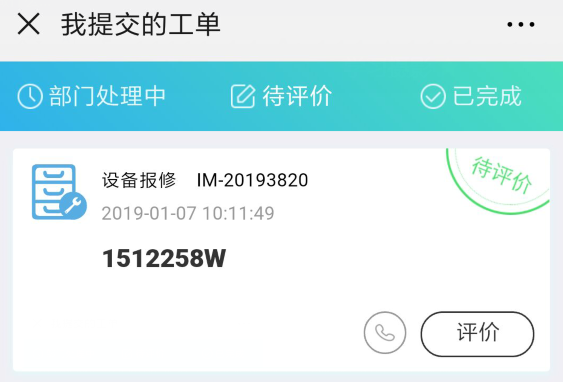 我提交的工单
部门处理中 待评价 已完成
设备报修 IM-20193820
待评价
2019-01-07 10:11:49
1512258W
评价